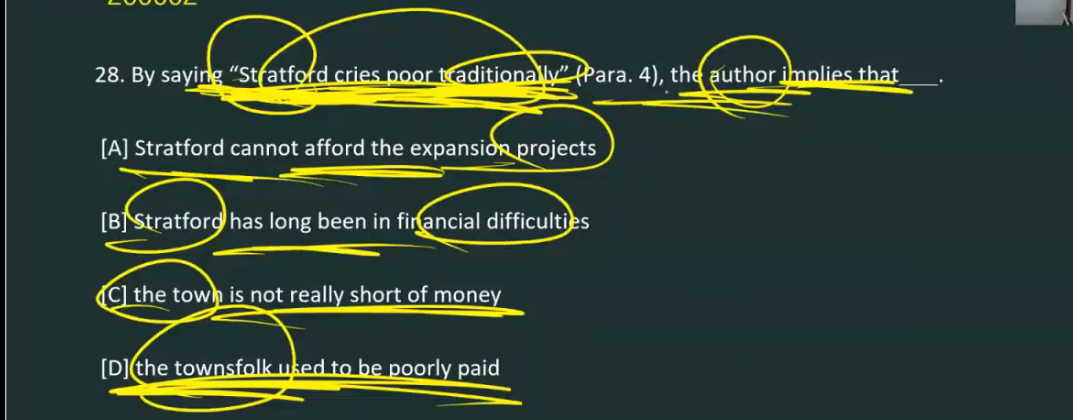 28. By saying “Stratford cries poor traditionally” (Para. 4), the author implies that____.
[A] Stratford cannot afford the expansion projects
[B] Stratford has long been in financial difficulties
[C] the town is not really short of money
[D] the townsfolk used to be poorly paid